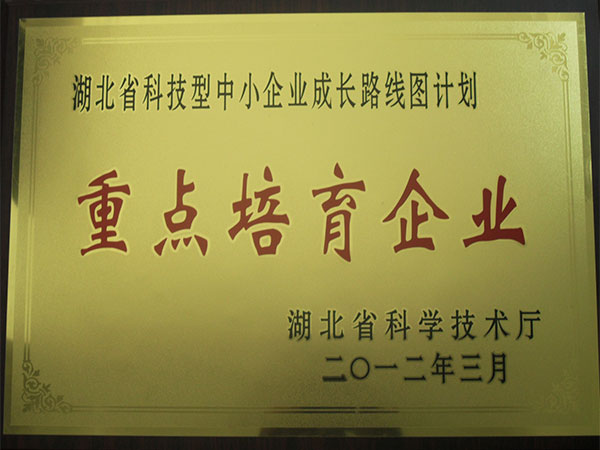 湖北省科技型中小企业成长路线图计划
重点培育企业
湖北省科学技术厅
二〇一二年三月